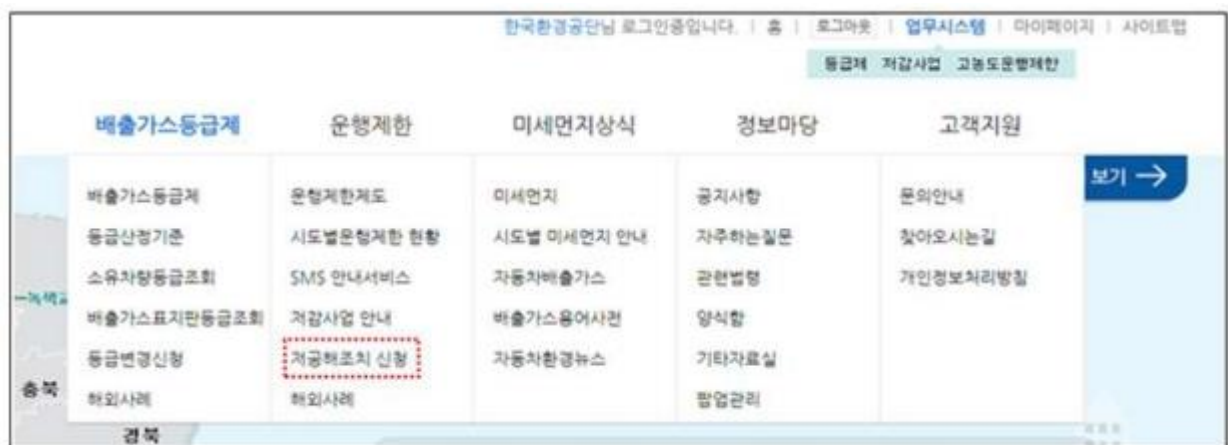 한국환경공단님 로그인중입니다. | 홈 | 로그아웃 | 업무시스템 | 마이페이지 | 사이트맵
등급제 저감사업 고농도운행제한
배출가스등급제 운행제한 미세먼지상식 정보마당 고객지원
보기 →
배출가스등급제 운행제한제도 미세먼지 공지사항 문의안내
등급산정기준 시도별운행제한 현황 시도별 미세먼지 안내 자주하는질문 찾아오시는길
소유차량등급조회 SMS 안내서비스 자동차배출가스 관련법령 개인정보처리방침
배출가스표지판등급조회 저감사업 안내 배출가스용어사전 양식함
등급변경신청 저공해조치 신청 자동차환경뉴스 기타자료실
충북 해외사례 해외사례 팝업관리
경북